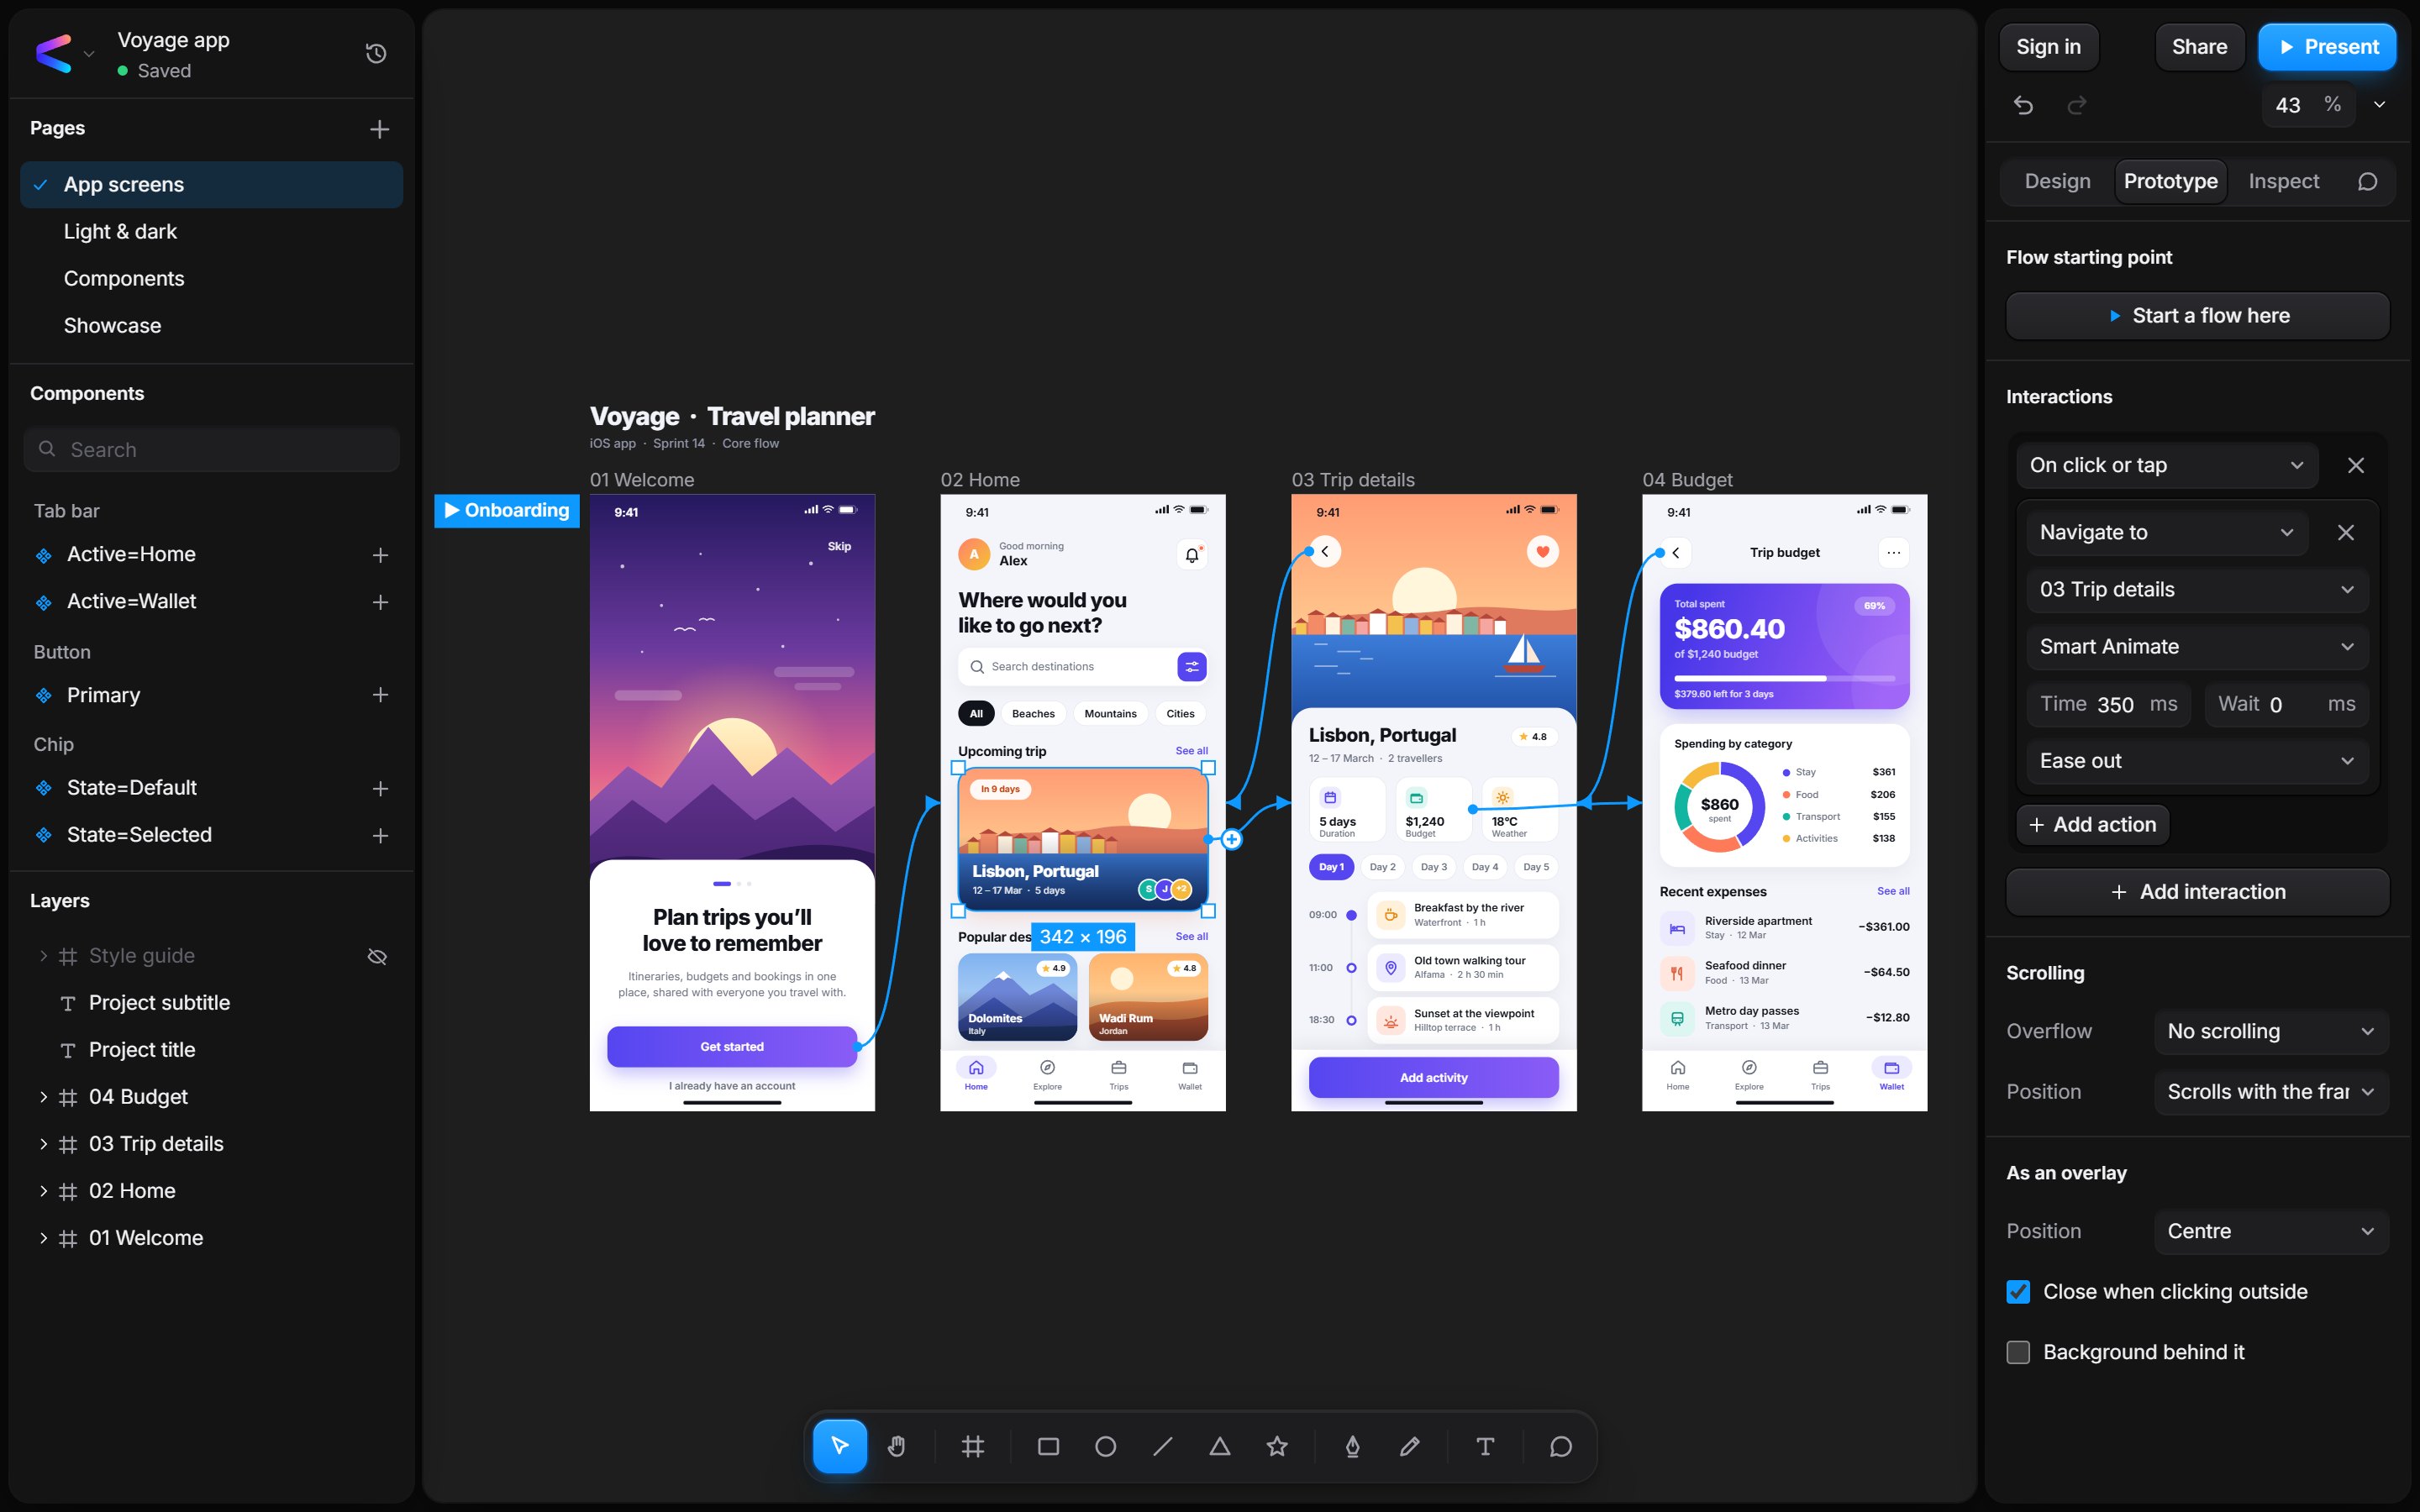 Voyage app
Saved
Pages
App screens
Light & dark
Components
Showcase
Components
Search
Tab bar
Active=Home
Active=Wallet
Button
Primary
Chip
State=Default
State=Selected
Layers
Style guide
Project subtitle
Project title
04 Budget
03 Trip details
02 Home
01 Welcome
Voyage · Travel planner
iOS app · Sprint 14 · Core flow
Onboarding
01 Welcome
9:41
Skip
Plan trips you’ll
love to remember
Itineraries, budgets and bookings in one
place, shared with everyone you travel with.
Get started
I already have an account
02 Home
9:41
A
Good morning
Alex
Where would you
like to go next?
Search destinations
All
Beaches
Mountains
Cities
Upcoming trip
See all
In 9 days
Lisbon, Portugal
12 – 17 Mar · 5 days
S
J
+2
Popular des
342 × 196
See all
4.9
Dolomites
Italy
4.8
Wadi Rum
Jordan
Home
Explore
Trips
Wallet
03 Trip details
9:41
Lisbon, Portugal
4.8
12 – 17 March · 2 travellers
5 days
Duration
$1,240
Budget
18°C
Weather
Day 1
Day 2
Day 3
Day 4
Day 5
09:00
Breakfast by the river
Waterfront · 1 h
11:00
Old town walking tour
Alfama · 2 h 30 min
18:30
Sunset at the viewpoint
Hilltop terrace · 1 h
Add activity
04 Budget
9:41
Trip budget
Total spent
69%
$860.40
of $1,240 budget
$379.60 left for 3 days
Spending by category
$860
spent
Stay $361
Food $206
Transport $155
Activities $138
Recent expenses
See all
Riverside apartment
Stay · 12 Mar
−$361.00
Seafood dinner
Food · 13 Mar
−$64.50
Metro day passes
Transport · 13 Mar
−$12.80
Home
Explore
Trips
Wallet
Sign in
Share
Present
43 %
Design
Prototype
Inspect
Flow starting point
Start a flow here
Interactions
On click or tap
Navigate to
03 Trip details
Smart Animate
Time 350 ms
Wait 0 ms
Ease out
Add action
Add interaction
Scrolling
Overflow
No scrolling
Position
Scrolls with the frar
As an overlay
Position
Centre
Close when clicking outside
Background behind it